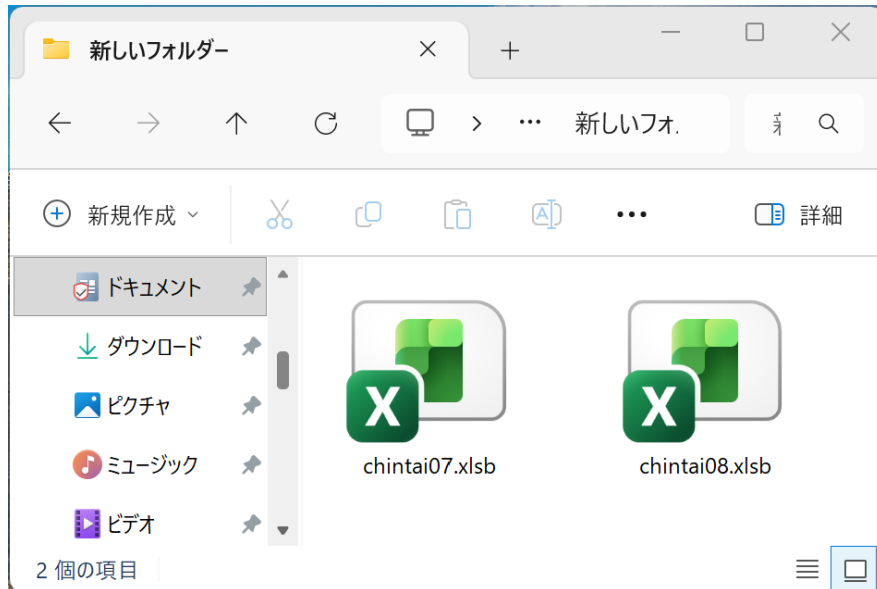 新しいフォルダー
新しいフォ
新規作成
詳細
ドキュメント
ダウンロード
ピクチャ
ミュージック
ビデオ
chintai07.xlsb
chintai08.xlsb
2 個の項目